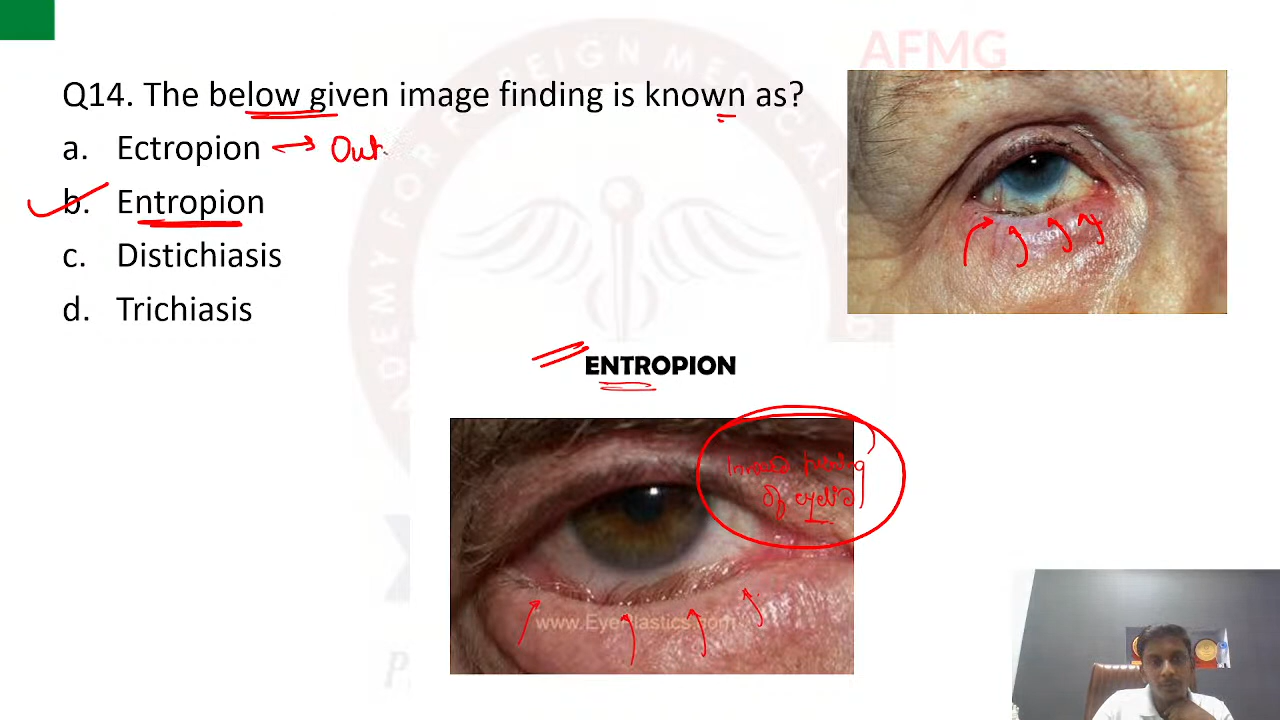 AFMG
Q14. The below given image finding is known as?
a. Ectropion → Out
b. Entropion
c. Distichiasis
d. Trichiasis
ENTROPION
Inward turning
of eyelid
www.EyePlastics.com